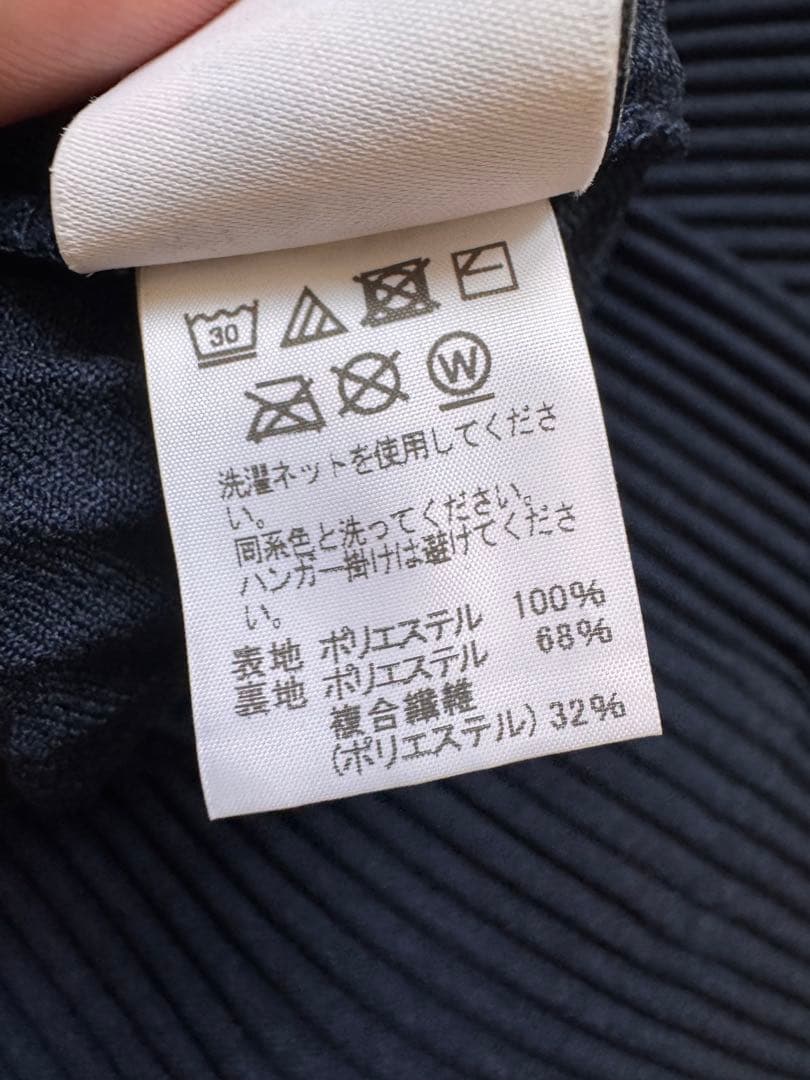 30
W
洗濯ネットを使用してくださ
い。
同系色と洗ってください。
ハンガー掛けは避けてくださ
い。
表地 ポリエステル 100%
裏地 ポリエステル 68%
複合繊維
(ポリエステル) 32%